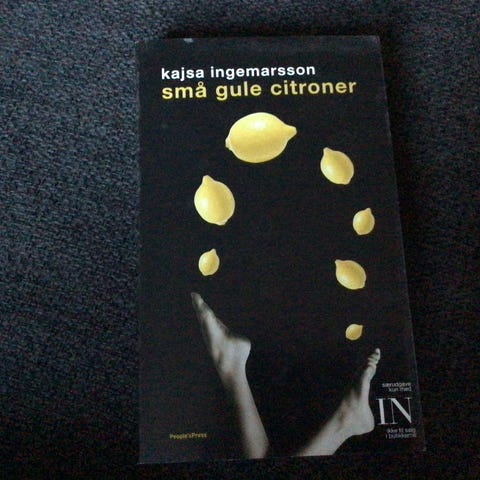 kajsa ingemarsson
små gule citroner
særudgave
kun med
IN
ikke til salg
i butikkerne
People'sPress